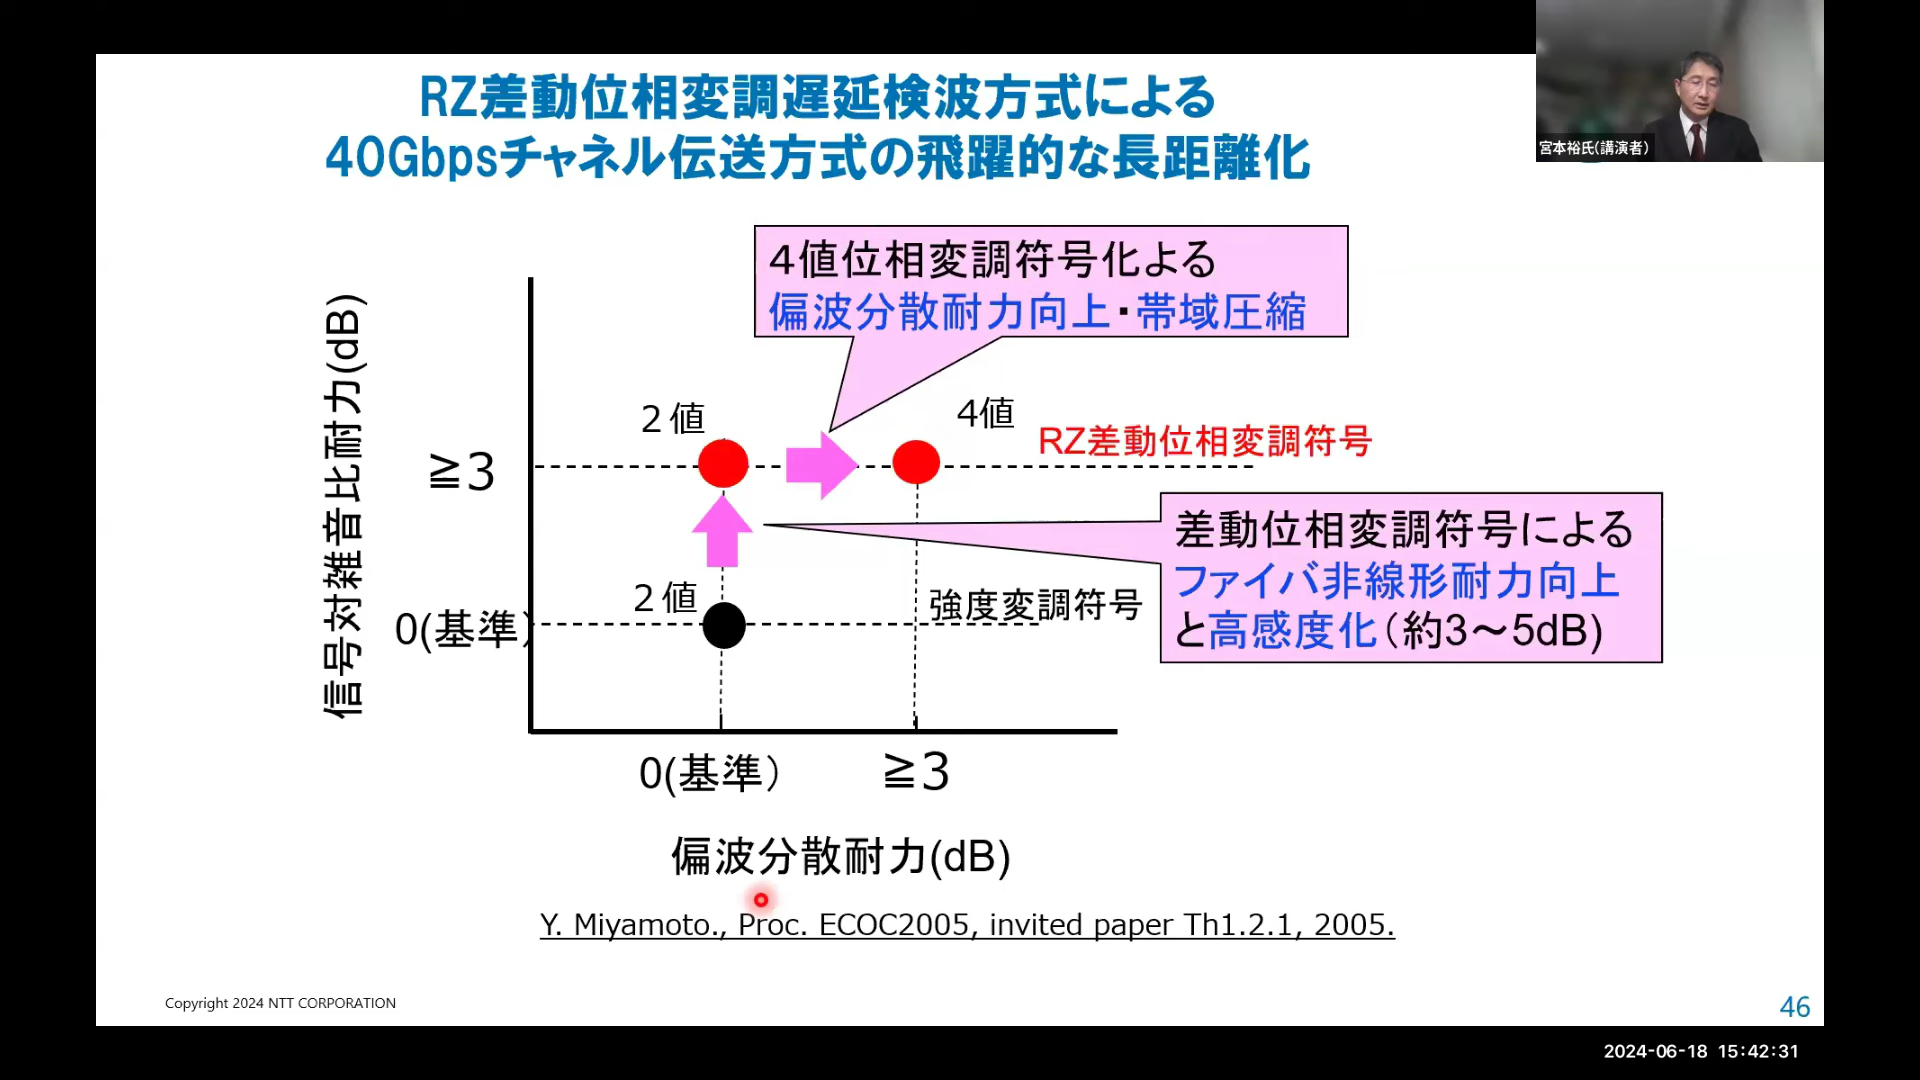 RZ差動位相変調遅延検波方式による
40Gbpsチャネル伝送方式の飛躍的な長距離化
宮本裕氏(講演者)
4値位相変調符号化による
偏波分散耐力向上・帯域圧縮
信号対雑音比耐力(dB)
2値
4値
RZ差動位相変調符号
≧3
差動位相変調符号による
ファイバ非線形耐力向上
と高感度化(約3～5dB)
2値
強度変調符号
0(基準)
0(基準)
≧3
偏波分散耐力(dB)
Y. Miyamoto., Proc. ECOC2005, invited paper Th1.2.1, 2005.
Copyright 2024 NTT CORPORATION
46
2024-06-18 15:42:31